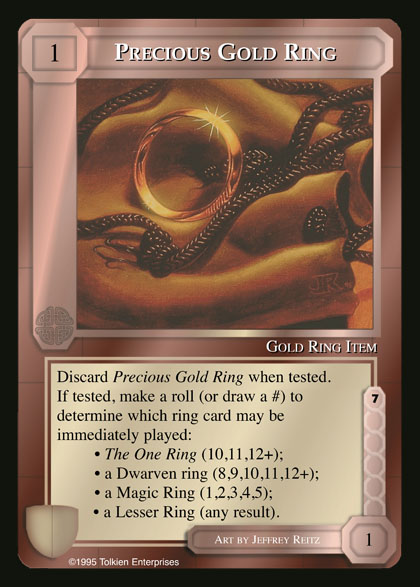 1
PRECIOUS GOLD RING
JR
GOLD RING ITEM
Discard Precious Gold Ring when tested.
If tested, make a roll (or draw a #) to
determine which ring card may be
immediately played:
• The One Ring (10,11,12+);
• a Dwarven ring (8,9,10,11,12+);
• a Magic Ring (1,2,3,4,5);
• a Lesser Ring (any result).
7
ART BY JEFFREY REITZ
1
©1995 Tolkien Enterprises